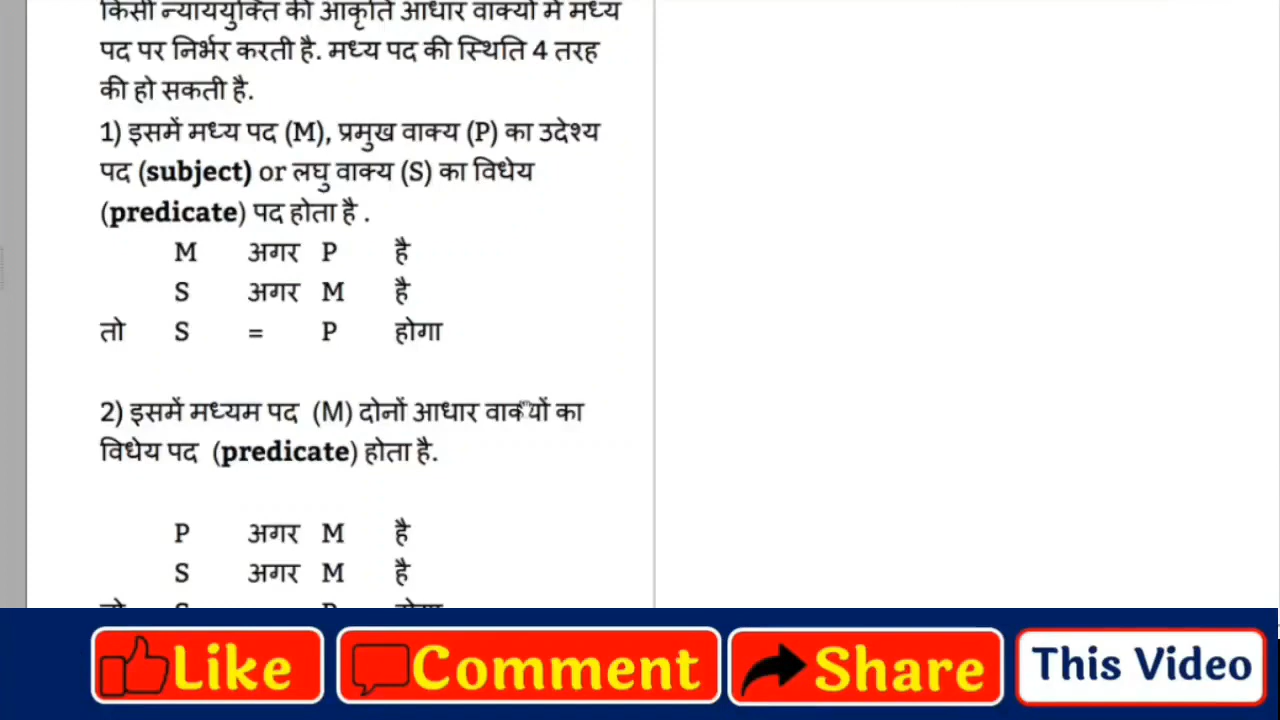 किसी न्याययुक्ति की आकृति आधार वाक्यों में मध्य
पद पर निर्भर करती है. मध्य पद की स्थिति 4 तरह
की हो सकती है.
1) इसमें मध्य पद (M), प्रमुख वाक्य (P) का उदेश्य
पद (subject) or लघु वाक्य (S) का विधेय
(predicate) पद होता है .
M अगर P है
S अगर M है
तो S = P होगा
2) इसमें मध्यम पद (M) दोनों आधार वाक्यों का
विधेय पद (predicate) होता है.
P अगर M है
S अगर M है
Like Comment Share This Video